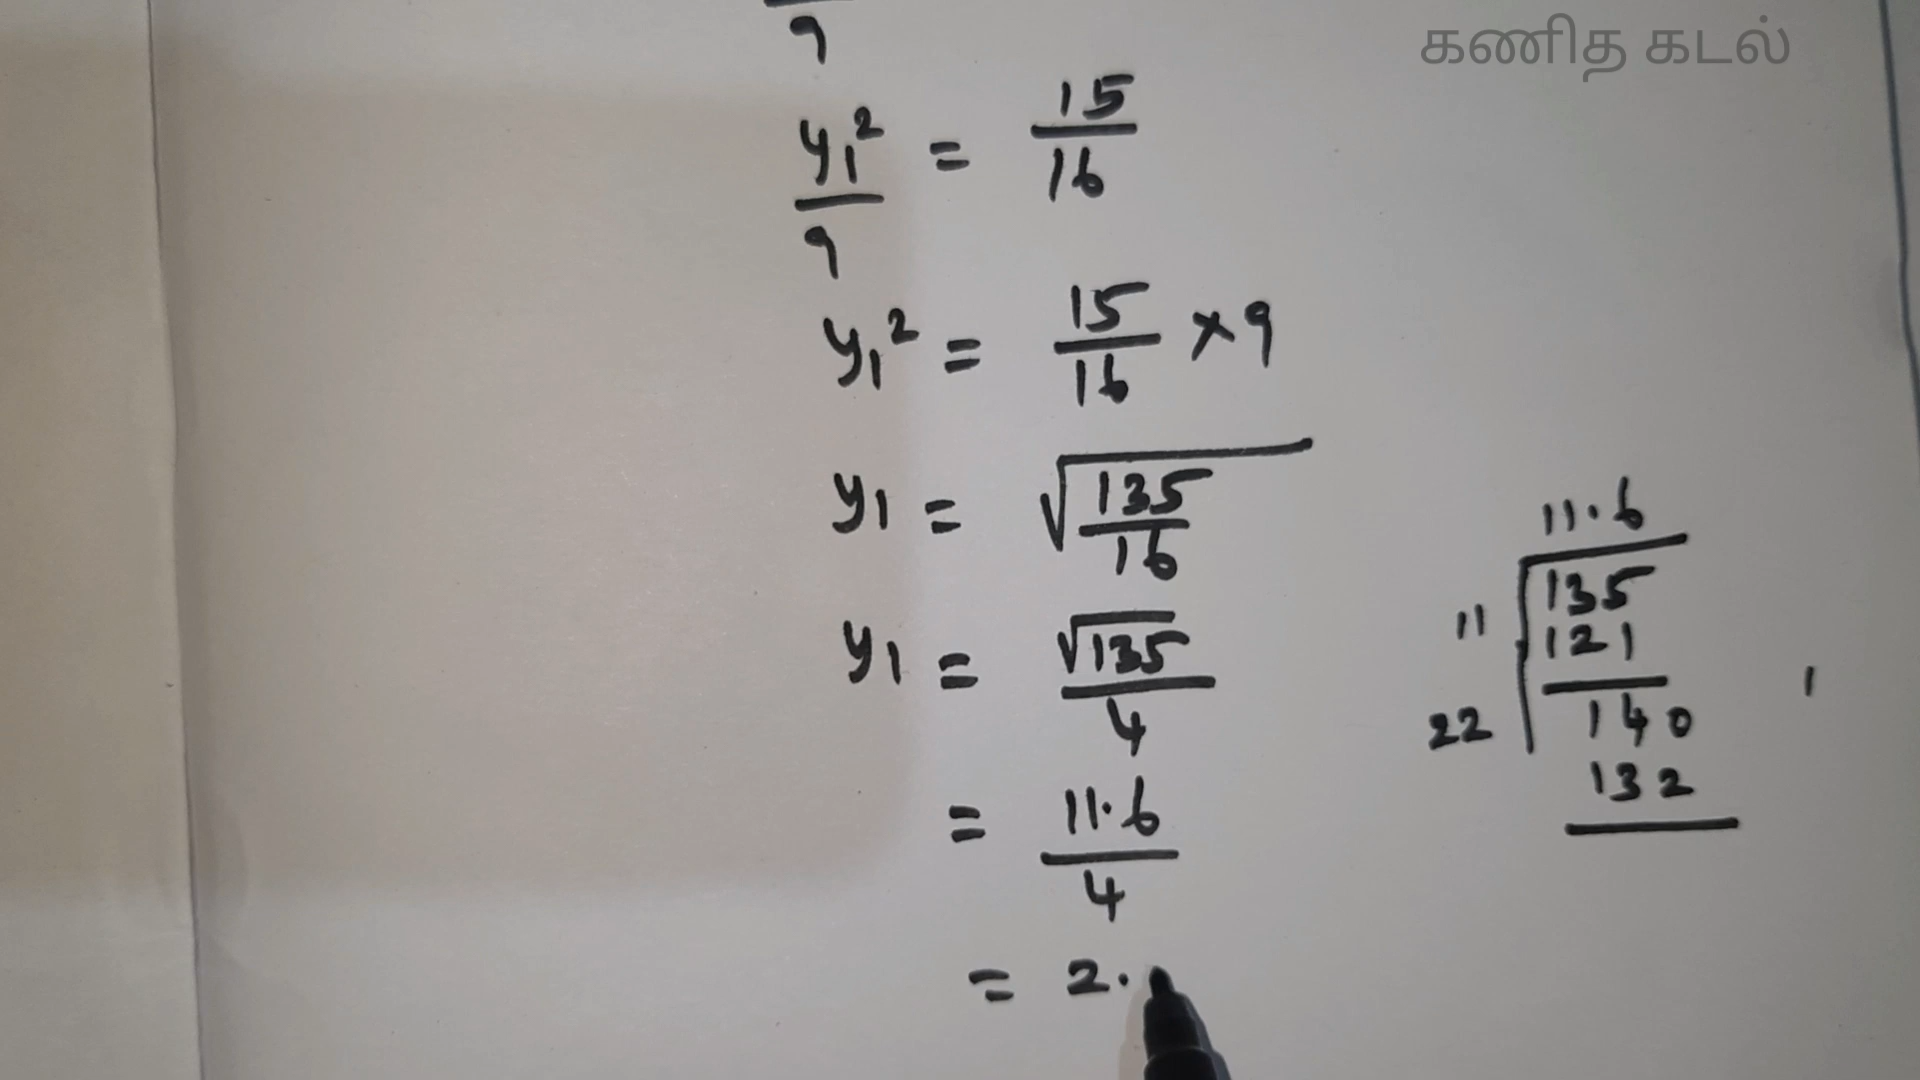 கணித கடல்
9
y₁²/9 = 15/16
y₁² = 15/16 × 9
y₁ = √(135/16)
y₁ = √135/4
= 11.6/4
= 2.
11.6
11 135
121
22 140
132